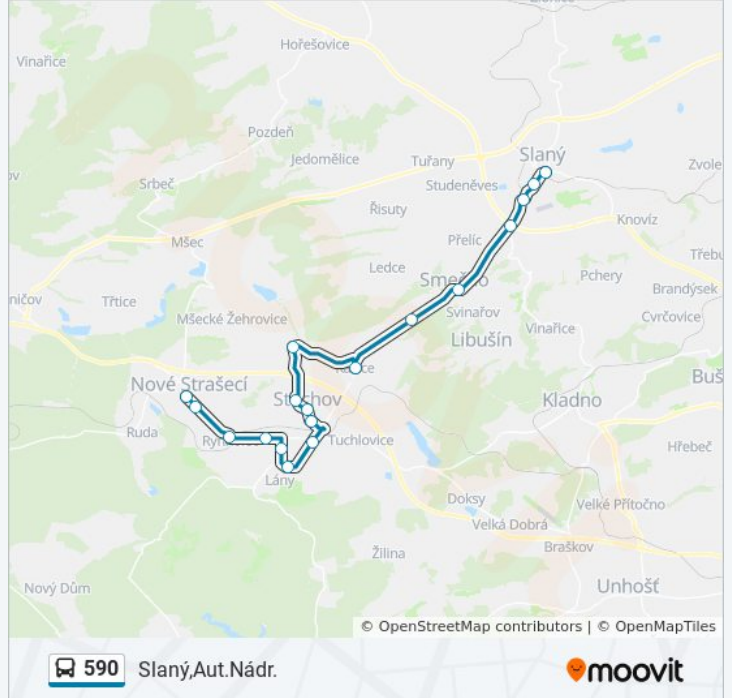 Vinařice
Hořešovice
Pozdeň
Jedomělice
Tuřany
Slaný
Zvole
Srbeč
Studeněves
Řisuty
Knovíz
Mšec
Přelíc
Třebu
Ledce
Smečno
Pchery
Brandýsek
Třtice
Svinařov
Cvrčovice
Mšecké Žehrovice
Vinařice
Libušín
Nové Strašecí
Buš
Kladno
Ruda
Tuchlovice
Hřebeč
Lány
Doksy
Velké Přítočno
Velká Dobrá
Žilina
Braškov
Nový Dům
Unhošť
© OpenStreetMap contributors | © OpenMapTiles
590 Slaný,Aut.Nádr.
moovit